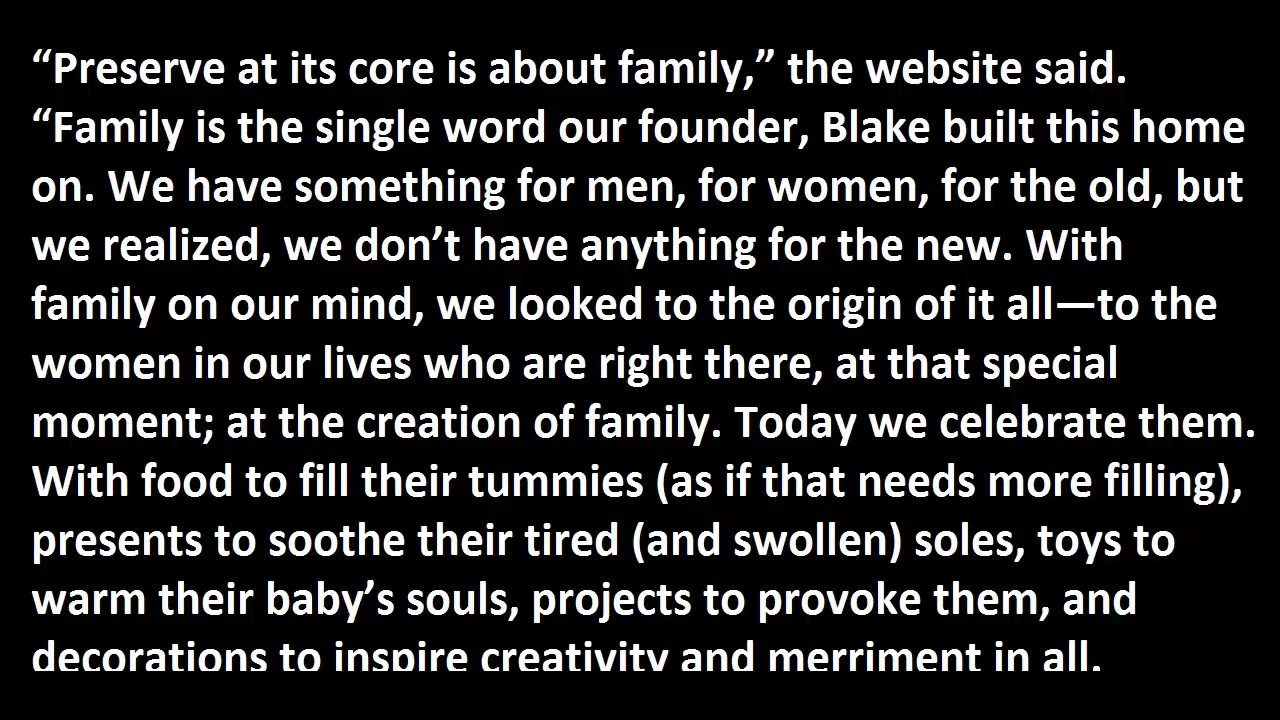 “Preserve at its core is about family,” the website said.
“Family is the single word our founder, Blake built this home
on. We have something for men, for women, for the old, but
we realized, we don’t have anything for the new. With
family on our mind, we looked to the origin of it all—to the
women in our lives who are right there, at that special
moment; at the creation of family. Today we celebrate them.
With food to fill their tummies (as if that needs more filling),
presents to soothe their tired (and swollen) soles, toys to
warm their baby’s souls, projects to provoke them, and
decorations to inspire creativity and merriment in all.